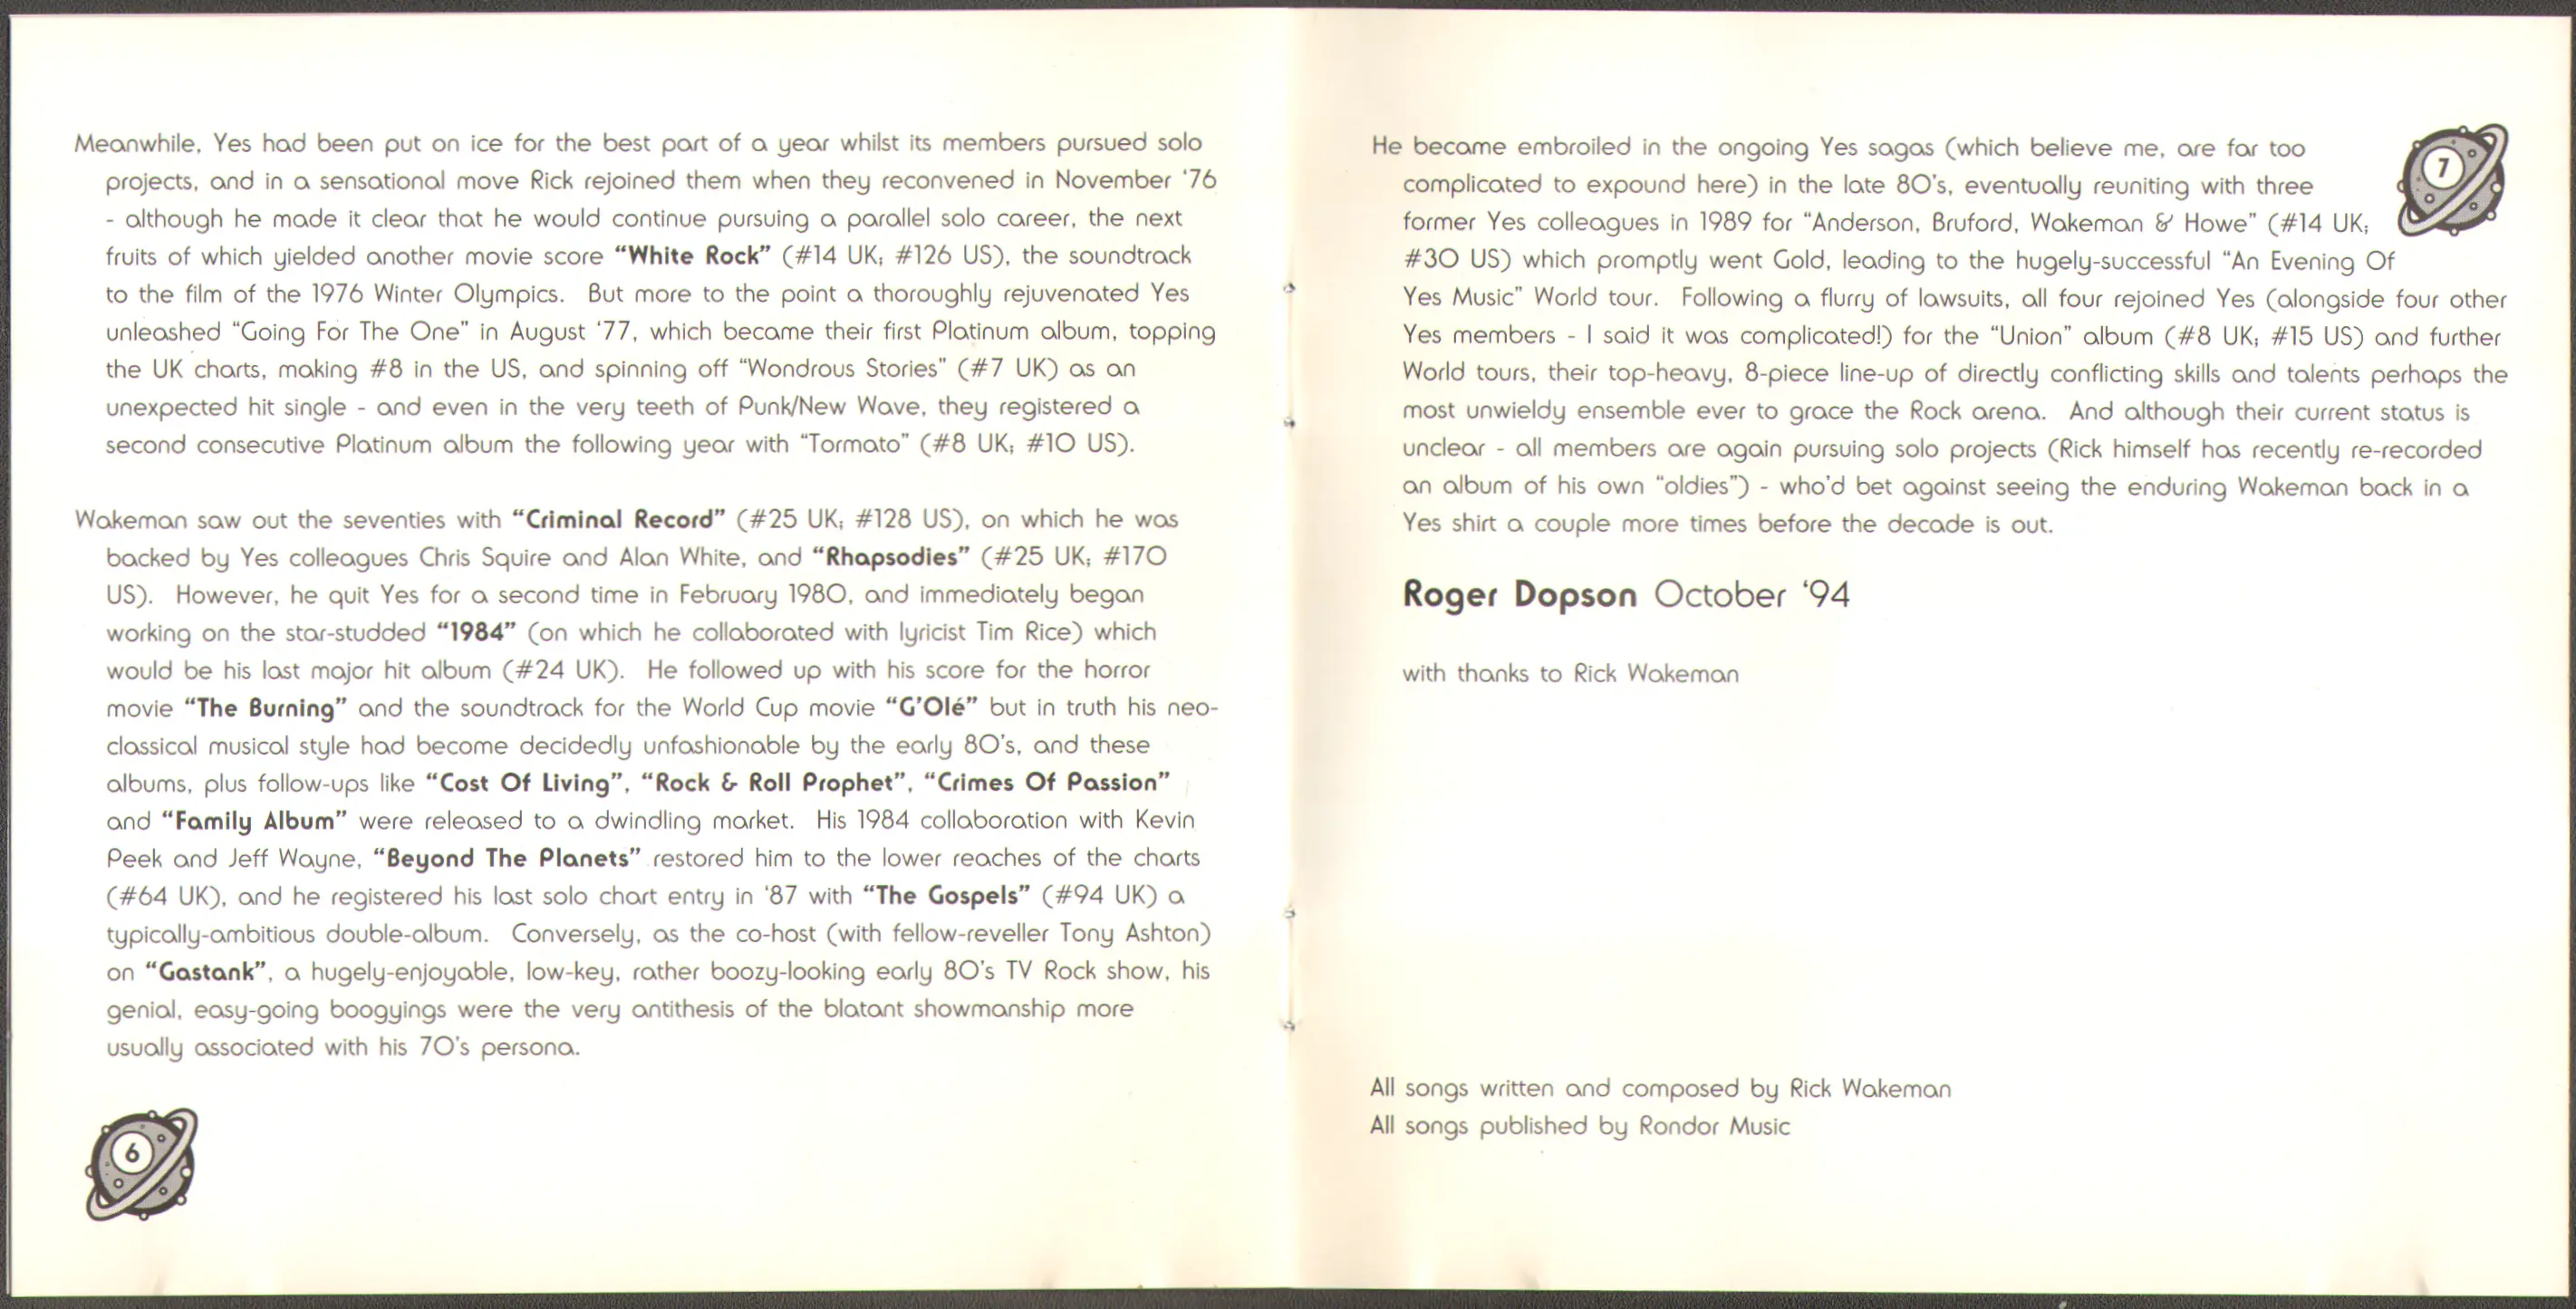 Meanwhile, Yes had been put on ice for the best part of a year whilst its members pursued solo
projects, and in a sensational move Rick rejoined them when they reconvened in November ‘76
- although he made it clear that he would continue pursuing a parallel solo career, the next
fruits of which yielded another movie score “White Rock” (#14 UK; #126 US), the soundtrack
to the film of the 1976 Winter Olympics. But more to the point a thoroughly rejuvenated Yes
unleashed “Going For The One” in August ‘77, which became their first Platinum album, topping
the UK charts, making #8 in the US, and spinning off “Wondrous Stories” (#7 UK) as an
unexpected hit single - and even in the very teeth of Punk/New Wave, they registered a
second consecutive Platinum album the following year with “Tormato” (#8 UK; #10 US).
Wakeman saw out the seventies with “Criminal Record” (#25 UK; #128 US), on which he was
backed by Yes colleagues Chris Squire and Alan White, and “Rhapsodies” (#25 UK; #170
US). However, he quit Yes for a second time in February 1980, and immediately began
working on the star-studded “1984” (on which he collaborated with lyricist Tim Rice) which
would be his last major hit album (#24 UK). He followed up with his score for the horror
movie “The Burning” and the soundtrack for the World Cup movie “G’Olé” but in truth his neo-
classical musical style had become decidedly unfashionable by the early 80’s, and these
albums, plus follow-ups like “Cost Of Living”, “Rock & Roll Prophet”, “Crimes Of Passion”
and “Family Album” were released to a dwindling market. His 1984 collaboration with Kevin
Peek and Jeff Wayne, “Beyond The Planets” restored him to the lower reaches of the charts
(#64 UK), and he registered his last solo chart entry in ‘87 with “The Gospels” (#94 UK) a
typically-ambitious double-album. Conversely, as the co-host (with fellow-reveller Tony Ashton)
on “Gastank”, a hugely-enjoyable, low-key, rather boozy-looking early 80’s TV Rock show, his
genial, easy-going boogyings were the very antithesis of the blatant showmanship more
usually associated with his 70’s persona.
6
7
He became embroiled in the ongoing Yes sagas (which believe me, are far too
complicated to expound here) in the late 80’s, eventually reuniting with three
former Yes colleagues in 1989 for “Anderson, Bruford, Wakeman & Howe” (#14 UK;
#30 US) which promptly went Gold, leading to the hugely-successful “An Evening Of
Yes Music” World tour. Following a flurry of lawsuits, all four rejoined Yes (alongside four other
Yes members - I said it was complicated!) for the “Union” album (#8 UK; #15 US) and further
World tours, their top-heavy, 8-piece line-up of directly conflicting skills and talents perhaps the
most unwieldy ensemble ever to grace the Rock arena. And although their current status is
unclear - all members are again pursuing solo projects (Rick himself has recently re-recorded
an album of his own “oldies”) - who’d bet against seeing the enduring Wakeman back in a
Yes shirt a couple more times before the decade is out.
Roger Dopson October ‘94
with thanks to Rick Wakeman
All songs written and composed by Rick Wakeman
All songs published by Rondor Music